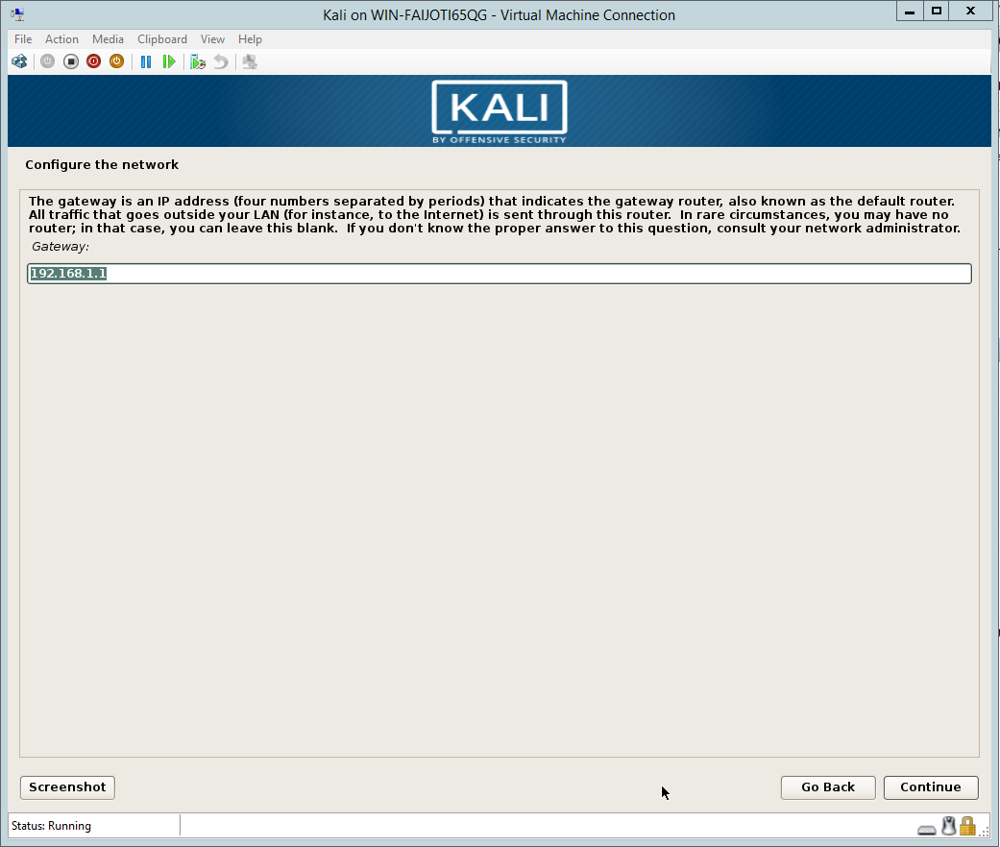 Kali on WIN-FAIJOTI65QG - Virtual Machine Connection
File Action Media Clipboard View Help
KALI
BY OFFENSIVE SECURITY
Configure the network
The gateway is an IP address (four numbers separated by periods) that indicates the gateway router, also known as the default router.
All traffic that goes outside your LAN (for instance, to the Internet) is sent through this router.  In rare circumstances, you may have no
router; in that case, you can leave this blank.  If you don't know the proper answer to this question, consult your network administrator.
Gateway:
192.168.1.1
Screenshot
Go Back
Continue
Status: Running